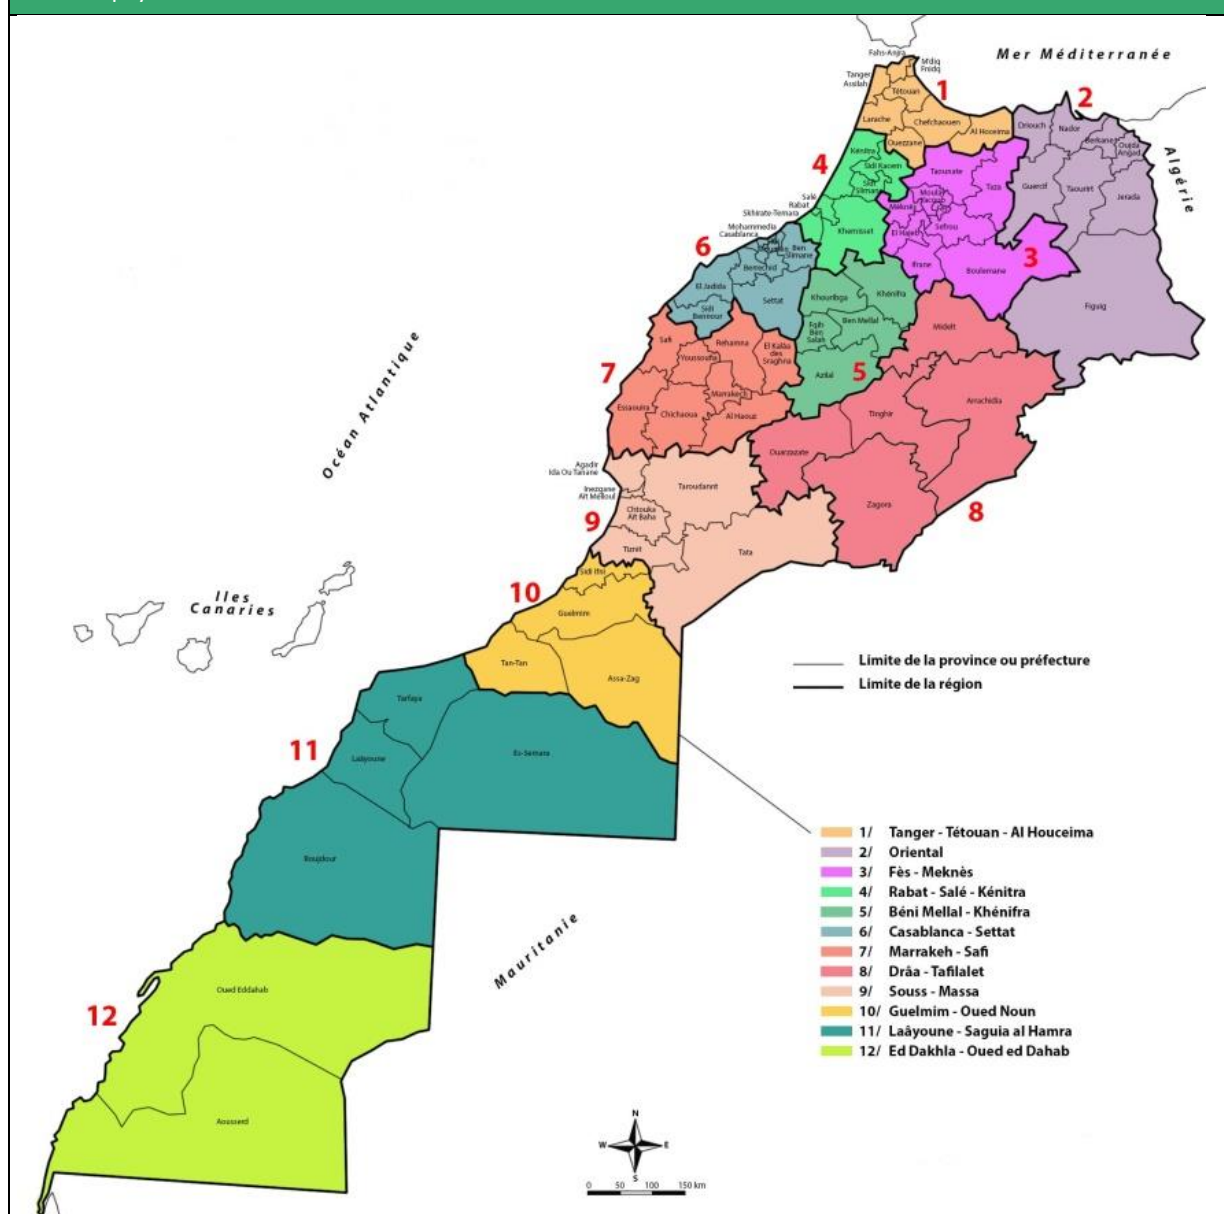 Fahs-Anjra
M'diq
Fnidq
Mer Méditerranée
Tanger
Assilah
Tétouan
1
2
Larache
Chefchaouen
Al Hoceima
Driouch
Nador
Berkane
Oujda
Angad
Algérie
Ouezzane
Kénitra
4
Sidi Kacem
Sidi
Slimane
Taounate
Taza
Guercif
Taourirt
Jerada
Salé
Rabat
Skhirate-Temara
Moulay
Yacoub
Meknès
El Hajeb
Sefrou
Mohammedia
Casablanca
Khemisset
6
Ben
Slimane
Berrechid
Ifrane
Boulemane
3
El Jadida
Settat
Khouribga
Khénifra
Figuig
Sidi
Bennour
Fqih
Ben
Salah
Ben Mellal
Midelt
Safi
Rehamna
El Kalâa
des
Sraghna
Youssoufia
7
Azilal
5
Océan Atlantique
Essaouira
Chichaoua
Marrakech
Al Haouz
Tinghir
Arrachidia
Ouarzazate
Agadir
Ida Ou Tanane
Inezgane
Aït Melloul
Taroudannt
Zagora
8
Chtouka
Aït Baha
9
Tiznit
Tata
Sidi Ifni
10
Iles
Canaries
Guelmim
Tan-Tan
Assa-Zag
Limite de la province ou préfecture
Limite de la région
Tarfaya
11
Laâyoune
Es-Semara
Boujdour
1/ Tanger - Tétouan - Al Houceima
2/ Oriental
3/ Fès - Meknès
4/ Rabat - Salé - Kénitra
5/ Béni Mellal - Khénifra
6/ Casablanca - Settat
7/ Marrakeh - Safi
8/ Drâa - Tafilalet
9/ Souss - Massa
10/ Guelmim - Oued Noun
11/ Laâyoune - Saguia al Hamra
12/ Ed Dakhla - Oued ed Dahab
Mauritanie
Oued Eddahab
12
Aousserd
N
W E
S
0 50 100 150 km